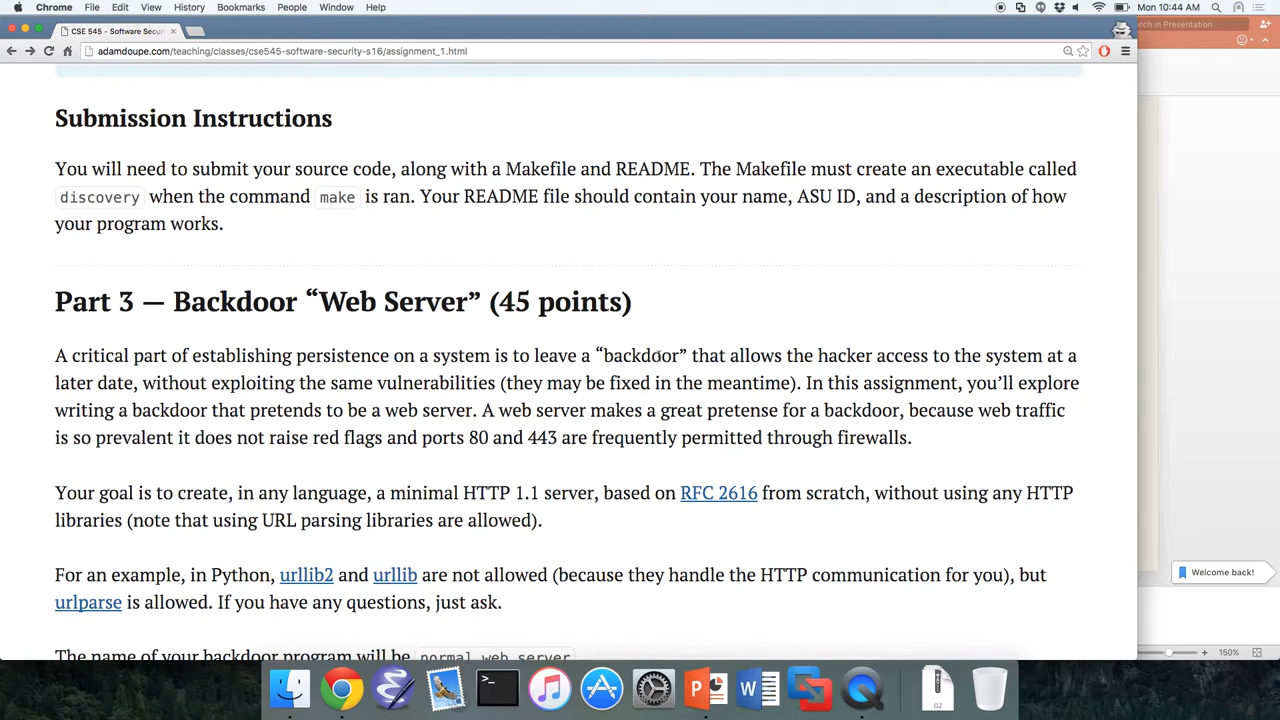 Chrome File Edit View History Bookmarks People Window Help Mon 10:44 AM
CSE 545 - Software Secur
adamdoupe.com/teaching/classes/cse545-software-security-s16/assignment_1.html
rch in Presentation
Submission Instructions
You will need to submit your source code, along with a Makefile and README. The Makefile must create an executable called
discovery when the command make is ran. Your README file should contain your name, ASU ID, and a description of how
your program works.
Part 3 — Backdoor “Web Server” (45 points)
A critical part of establishing persistence on a system is to leave a “backdoor” that allows the hacker access to the system at a
later date, without exploiting the same vulnerabilities (they may be fixed in the meantime). In this assignment, you’ll explore
writing a backdoor that pretends to be a web server. A web server makes a great pretense for a backdoor, because web traffic
is so prevalent it does not raise red flags and ports 80 and 443 are frequently permitted through firewalls.
Your goal is to create, in any language, a minimal HTTP 1.1 server, based on RFC 2616 from scratch, without using any HTTP
libraries (note that using URL parsing libraries are allowed).
For an example, in Python, urllib2 and urllib are not allowed (because they handle the HTTP communication for you), but
urlparse is allowed. If you have any questions, just ask.
Welcome back!
The name of your backdoor program will be normal_web_server
150%
GZ